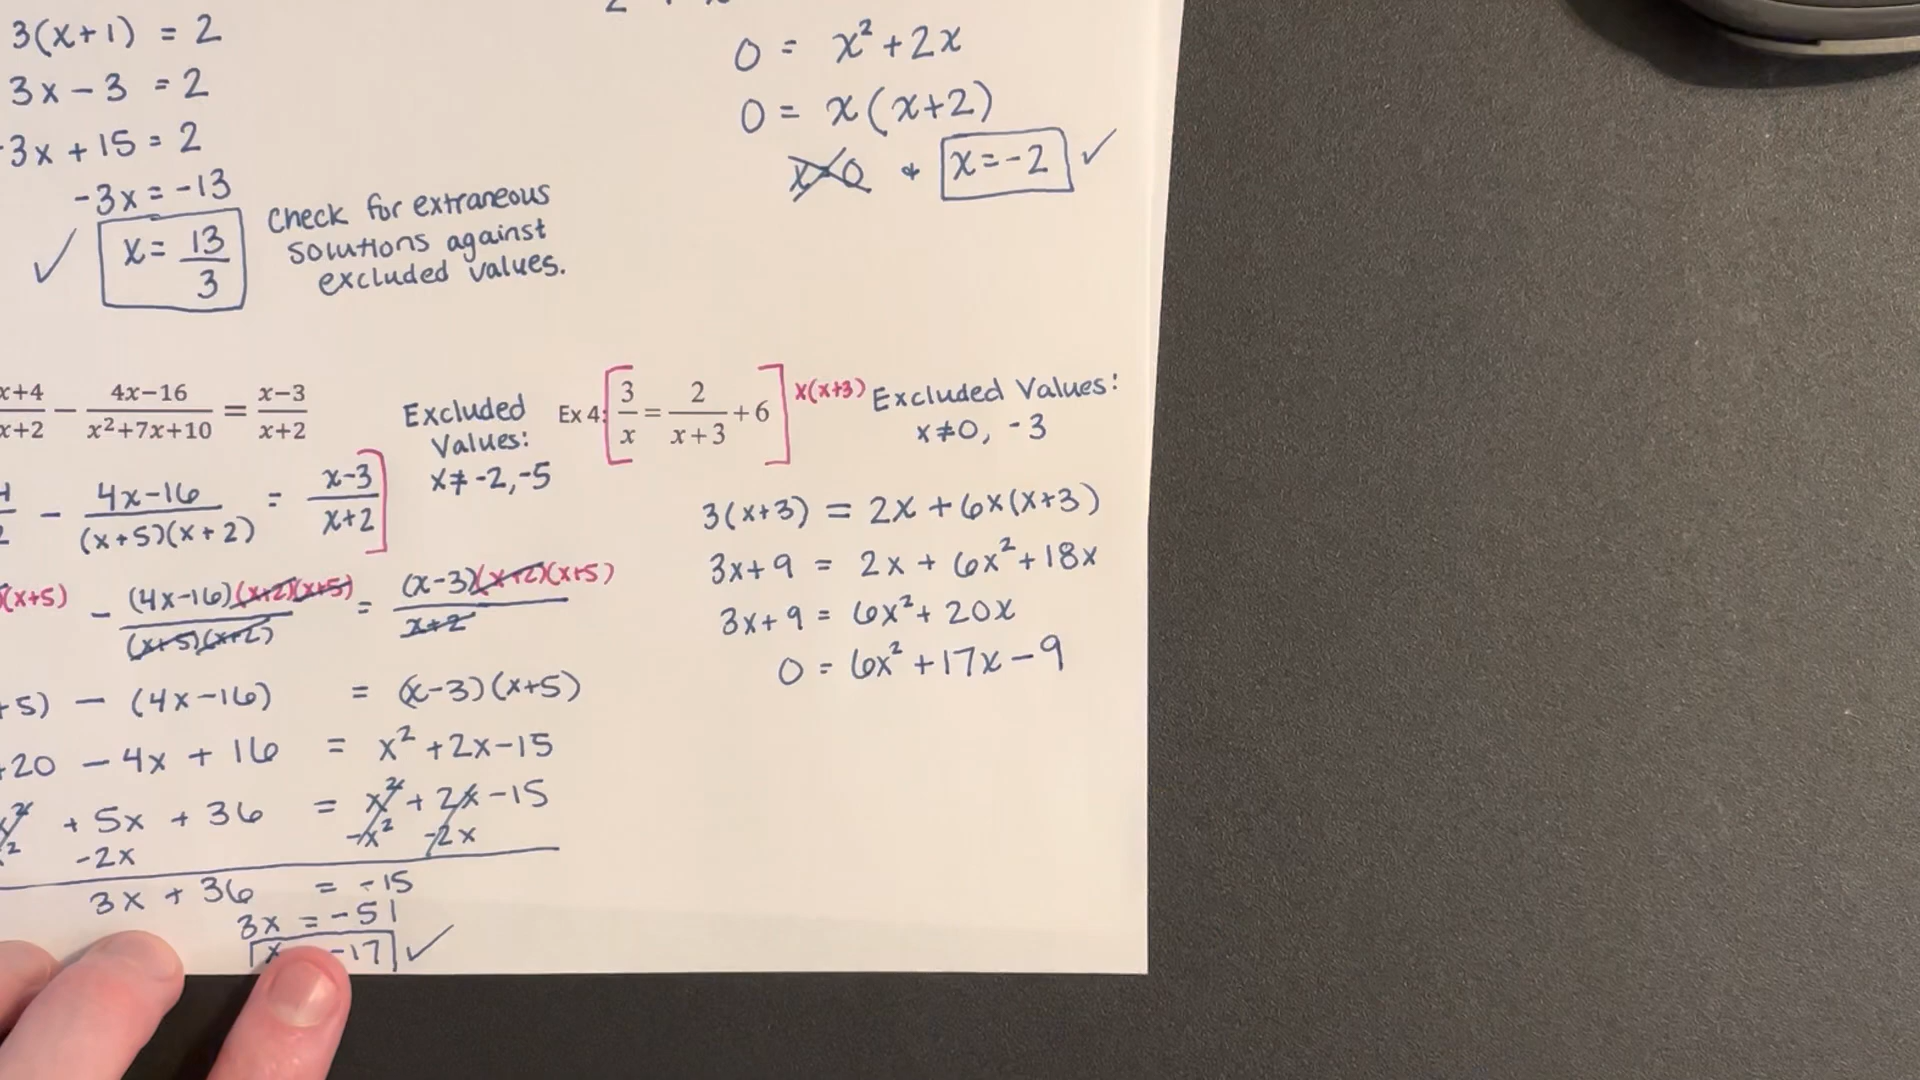 3(x+1) = 2
3x - 3 = 2
-3x + 15 = 2
-3x = -13
✓ x = 13/3
Check for extraneous
solutions against
excluded values.
0 = x² + 2x
0 = x(x+2)
x=0 & x=-2 ✓
x+4/x+2 − 4x−16/x²+7x+10 = x−3/x+2
Excluded
Values:
x≠ -2, -5
- 4x-16/(x+5)(x+2) = x-3/x+2]
(x+5) - (4x-16)(x+2)(x+5)/(x+5)(x+2) = (x-3)(x+2)(x+5)/x+2
+5) - (4x-16) = (x-3)(x+5)
+20 - 4x + 16 = x² + 2x - 15
+ 5x + 36 = x² + 2x - 15
-2x -x² -2x
3x + 36 = -15
3x = -51
x -17 ✓
Ex 4: [3/x = 2/x+3 + 6] x(x+3)
Excluded Values:
x≠0, -3
3(x+3) = 2x + 6x(x+3)
3x+9 = 2x + 6x² + 18x
3x+9 = 6x² + 20x
0 = 6x² + 17x - 9